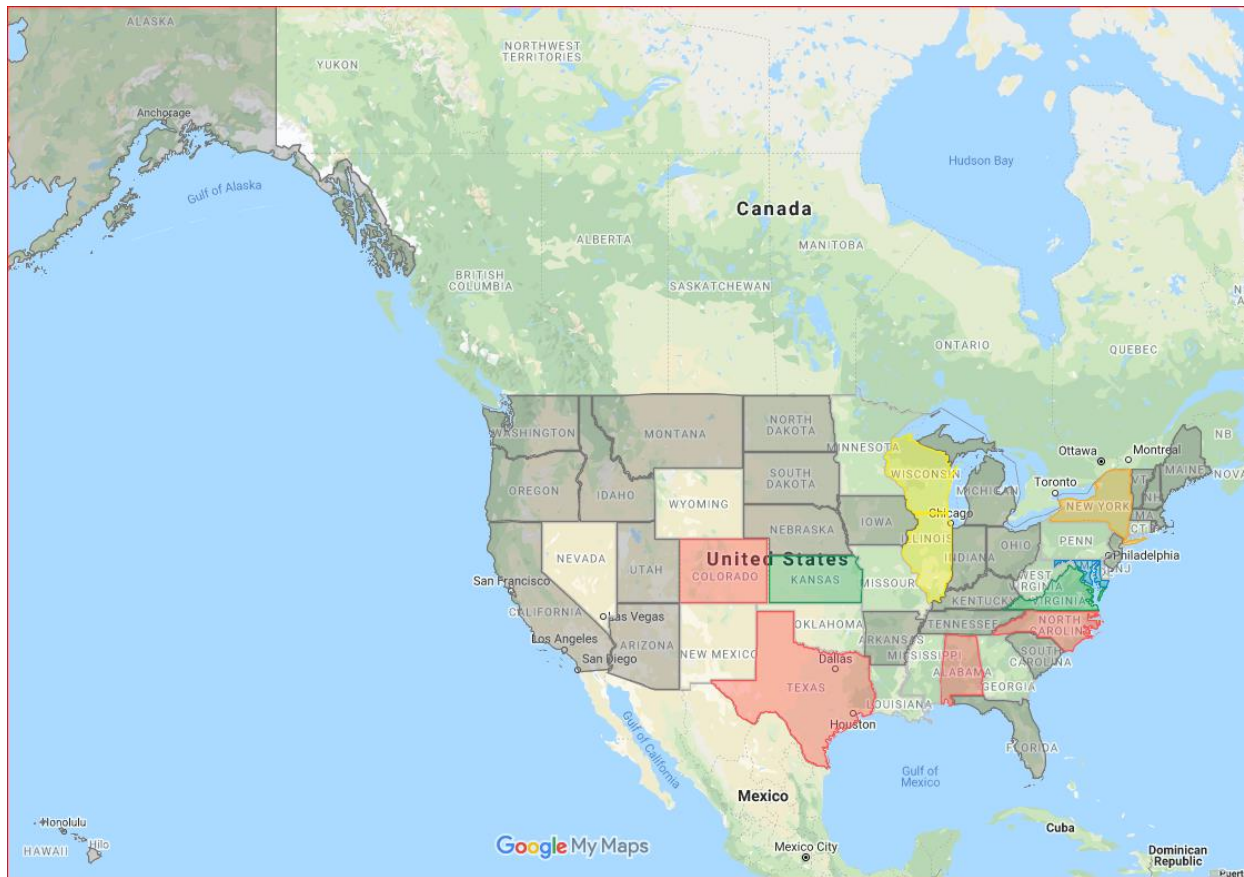 ALASKA
NORTHWEST
TERRITORIES
YUKON
Anchorage
Hudson Bay
Gulf of Alaska
Canada
ALBERTA
MANITOBA
BRITISH
COLUMBIA
SASKATCHEWAN
ONTARIO
QUEBEC
NORTH
DAKOTA
WASHINGTON
MONTANA
MINNESOTA
NB
Ottawa
Montreal
MAINE
NOVA
WISCONSIN
SOUTH
DAKOTA
OREGON
IDAHO
MICHIGAN
Toronto
VT
NH
WYOMING
NEW YORK
MA
CT
Chicago
IOWA
NEBRASKA
ILLINOIS
INDIANA
OHIO
PENN
Philadelphia
NJ
NEVADA
UTAH
United States
COLORADO
KANSAS
MISSOURI
WEST
VIRGINIA
VIRGINIA
San Francisco
CALIFORNIA
KENTUCKY
Las Vegas
TENNESSEE
NORTH
CAROLIN
OKLAHOMA
Los Angeles
ARIZONA
NEW MEXICO
ARKANSAS
MISSISSIPPI
SOUTH
CAROLINA
San Diego
Dallas
ALABAMA
GEORGIA
TEXAS
LOUISIANA
Houston
FLORIDA
Gulf of California
Gulf of
Mexico
Mexico
Honolulu
Hilo
HAWAII
Google My Maps
Cuba
Mexico City
Dominican
Republic
Puert